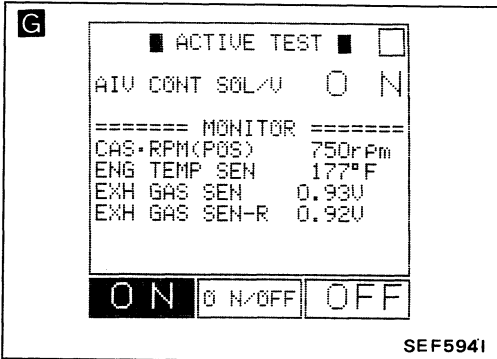 G
■ ACTIVE TEST ■ □
AIV CONT SOL/V ON
======= MONITOR =======
CAS•RPM(POS) 750rpm
ENG TEMP SEN 177°F
EXH GAS SEN 0.93V
EXH GAS SEN-R 0.92V
ON ON/OFF OFF
SEF594I